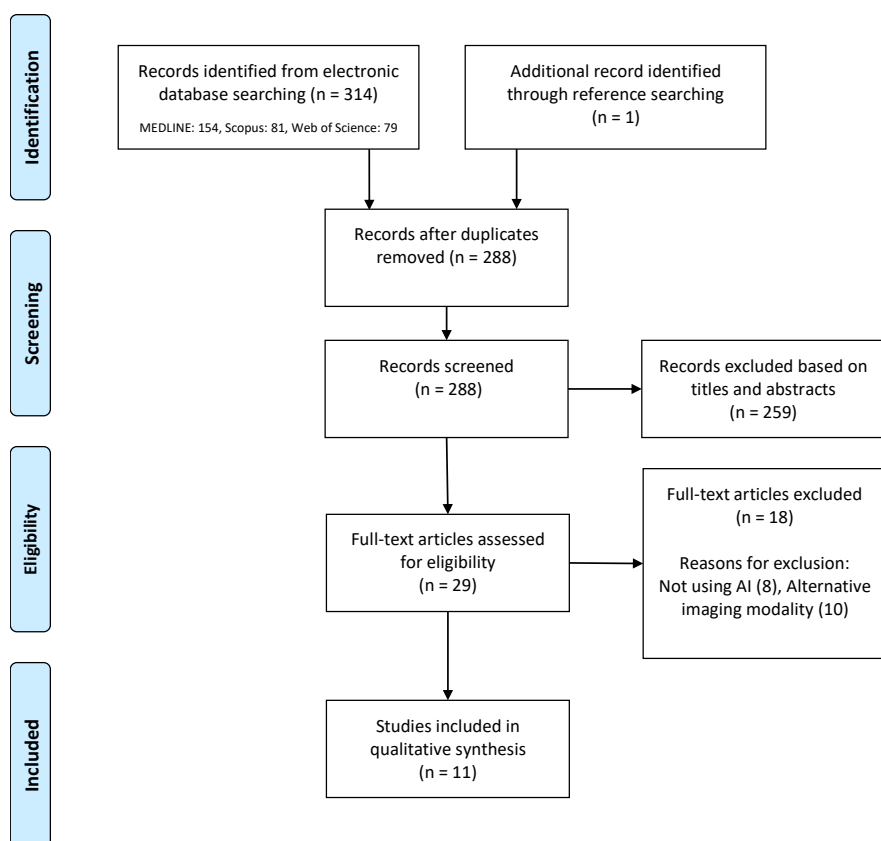 Identification
Records identified from electronic
database searching (n = 314)
MEDLINE: 154, Scopus: 81, Web of Science: 79
Additional record identified
through reference searching
(n = 1)
Screening
Records after duplicates
removed (n = 288)
Records screened
(n = 288)
Records excluded based on
titles and abstracts
(n = 259)
Eligibility
Full-text articles assessed
for eligibility
(n = 29)
Full-text articles excluded
(n = 18)
Reasons for exclusion:
Not using AI (8), Alternative
imaging modality (10)
Included
Studies included in
qualitative synthesis
(n = 11)